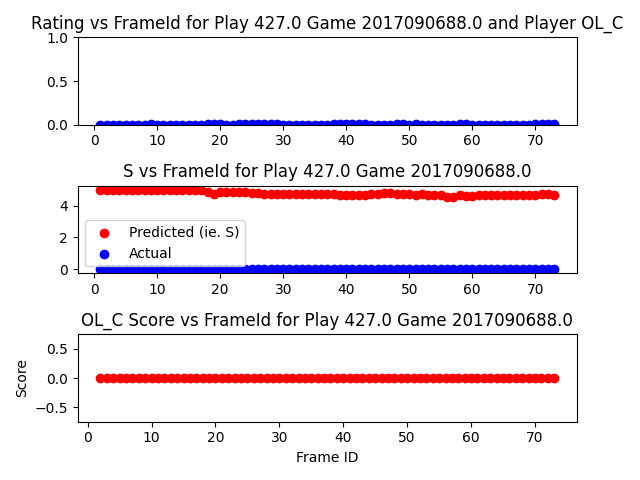 Rating vs FrameId for Play 427.0 Game 2017090688.0 and Player OL_C
1.0
0.5
0.0
0 10 20 30 40 50 60 70
S vs FrameId for Play 427.0 Game 2017090688.0
4
2
0
Predicted (ie. S)
Actual
0 10 20 30 40 50 60 70
OL_C Score vs FrameId for Play 427.0 Game 2017090688.0
Score
0.5
0.0
−0.5
0 10 20 30 40 50 60 70
Frame ID